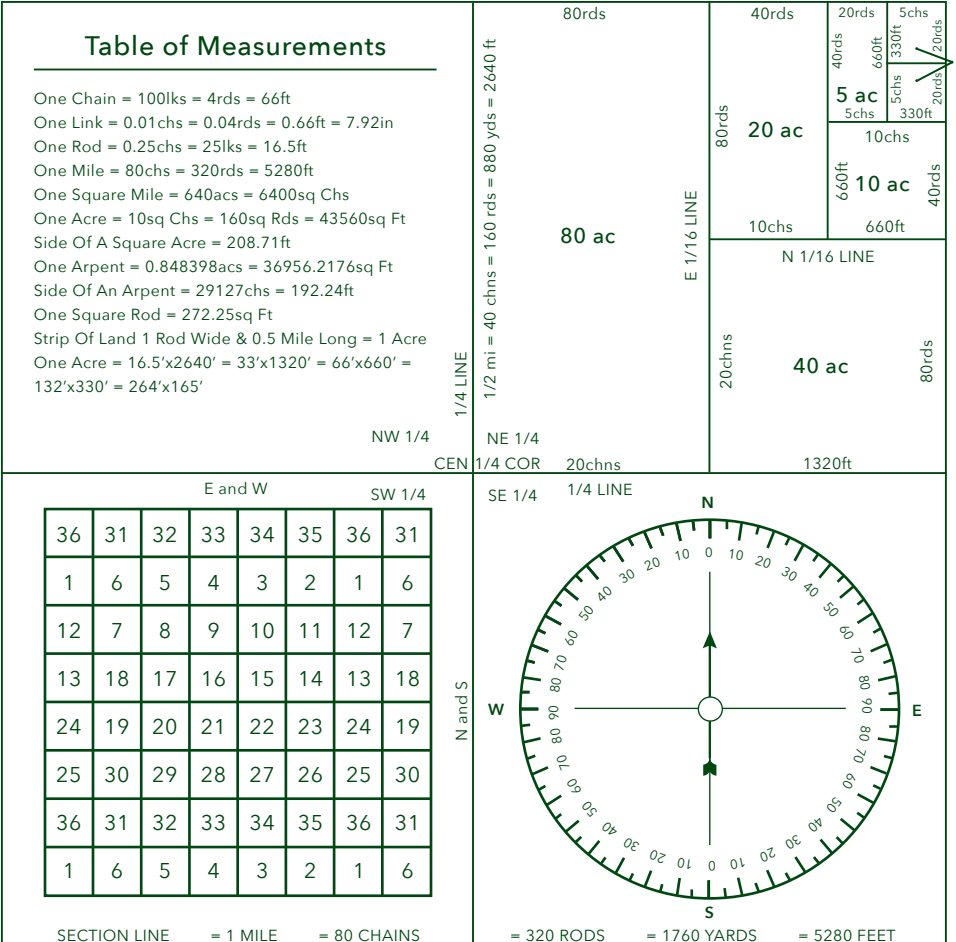 Table of Measurements
One Chain = 100lks = 4rds = 66ft
One Link = 0.01chs = 0.04rds = 0.66ft = 7.92in
One Rod = 0.25chs = 25lks = 16.5ft
One Mile = 80chs = 320rds = 5280ft
One Square Mile = 640acs = 6400sq Chs
One Acre = 10sq Chs = 160sq Rds = 43560sq Ft
Side Of A Square Acre = 208.71ft
One Arpent = 0.848398acs = 36956.2176sq Ft
Side Of An Arpent = 29127chs = 192.24ft
One Square Rod = 272.25sq Ft
Strip Of Land 1 Rod Wide & 0.5 Mile Long = 1 Acre
One Acre = 16.5’x2640’ = 33’x1320’ = 66’x660’ =
132’x330’ = 264’x165’
1/4 LINE
NW 1/4
80rds
1/2 mi = 40 chns = 160 rds = 880 yds = 2640 ft
80 ac
E 1/16 LINE
NE 1/4
CEN 1/4 COR
20chns
40rds
80rds
20 ac
10chs
20rds
40rds
660ft
5 ac
5chs
5chs
330ft
20rds
5chs
20rds
330ft
10chs
660ft
10 ac
40rds
660ft
N 1/16 LINE
20chns
40 ac
80rds
1320ft
E and W
SW 1/4
36 31 32 33 34 35 36 31
1 6 5 4 3 2 1 6
12 7 8 9 10 11 12 7
13 18 17 16 15 14 13 18
24 19 20 21 22 23 24 19
25 30 29 28 27 26 25 30
36 31 32 33 34 35 36 31
1 6 5 4 3 2 1 6
N and S
SE 1/4
1/4 LINE
N
0 10 20 30 40 50 60 70 80 90
E
80 70 60 50 40 30 20 10 0
S
10 20 30 40 50 60 70 80 90
W
80 70 60 50 40 30 20 10
SECTION LINE = 1 MILE = 80 CHAINS = 320 RODS = 1760 YARDS = 5280 FEET